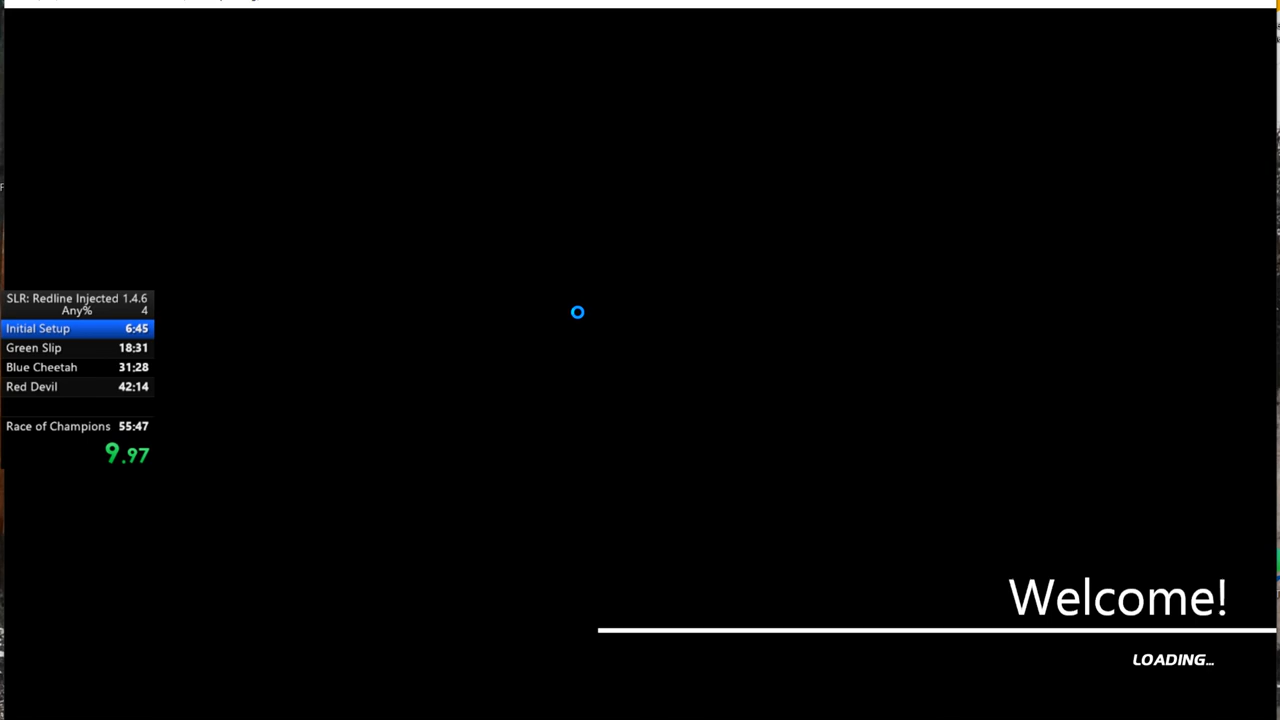 SLR: Redline Injected 1.4.6
Any% 4
Initial Setup 6:45
Green Slip 18:31
Blue Cheetah 31:28
Red Devil 42:14
Race of Champions 55:47
9.97
Welcome!
LOADING...